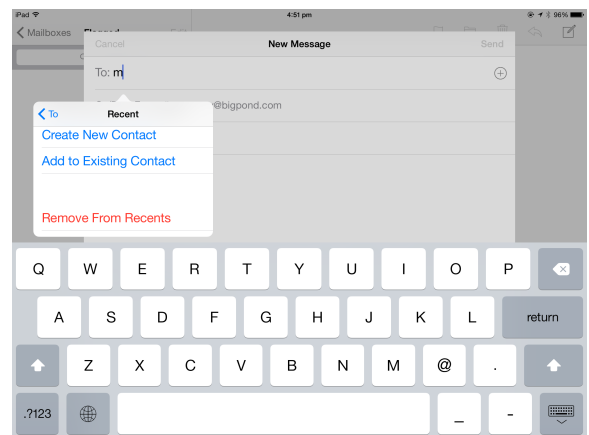 iPad 4:51 pm 96%
Mailboxes
Cancel New Message Send
To: m
@bigpond.com
To Recent
Create New Contact
Add to Existing Contact
Remove From Recents
Q W E R T Y U I O P
A S D F G H J K L return
Z X C V B N M @ .
.?123 _ -